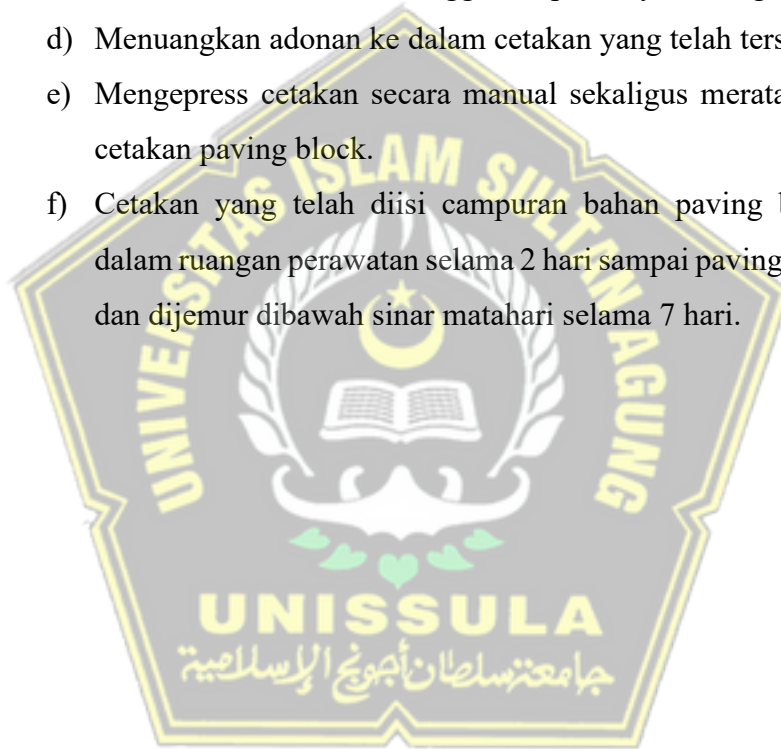 d) Menuangkan adonan ke dalam cetakan yang telah
e) Mengepress cetakan secara manual sekaligus
cetakan paving block.
f) Cetakan yang telah diisi campuran bahan paving
dalam ruangan perawatan selama 2 hari sampai paving
dan dijemur dibawah sinar matahari selama 7 hari.
UNIVERSITAS ISLAM SULTAN AGUNG
UNISSULA
جامعة سلطان أجونج الإسلامية